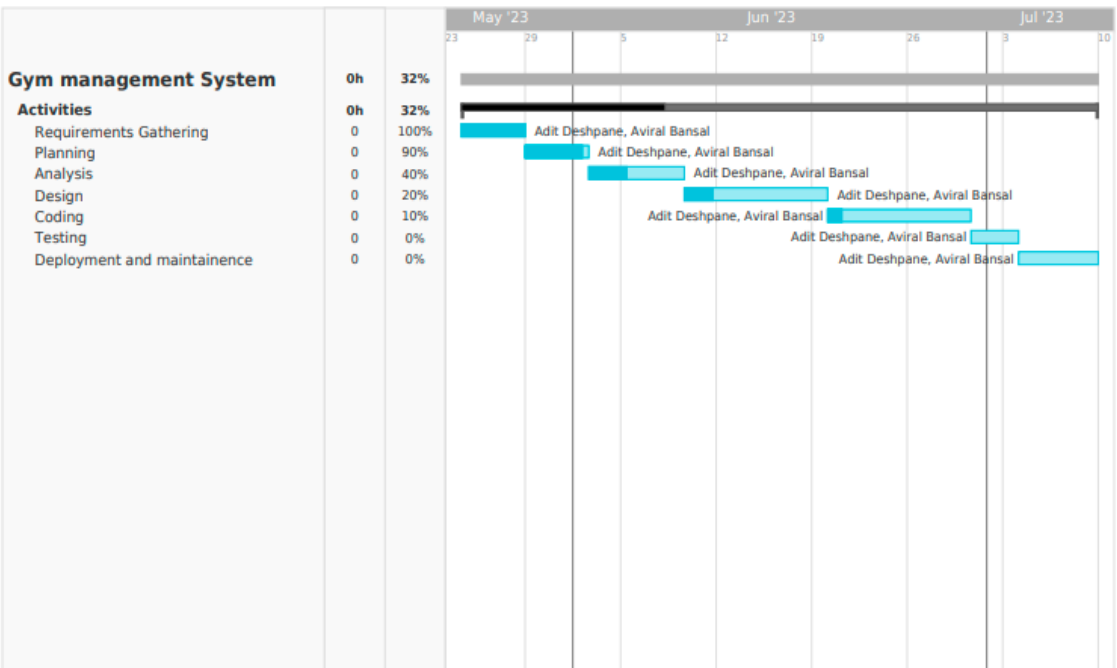 May '23 Jun '23 Jul '23
23 29 5 12 19 26 3 10
Gym management System 0h 32%
Activities 0h 32%
Requirements Gathering 0 100% Adit Deshpane, Aviral Bansal
Planning 0 90% Adit Deshpane, Aviral Bansal
Analysis 0 40% Adit Deshpane, Aviral Bansal
Design 0 20% Adit Deshpane, Aviral Bansal
Coding 0 10% Adit Deshpane, Aviral Bansal
Testing 0 0% Adit Deshpane, Aviral Bansal
Deployment and maintainence 0 0% Adit Deshpane, Aviral Bansal